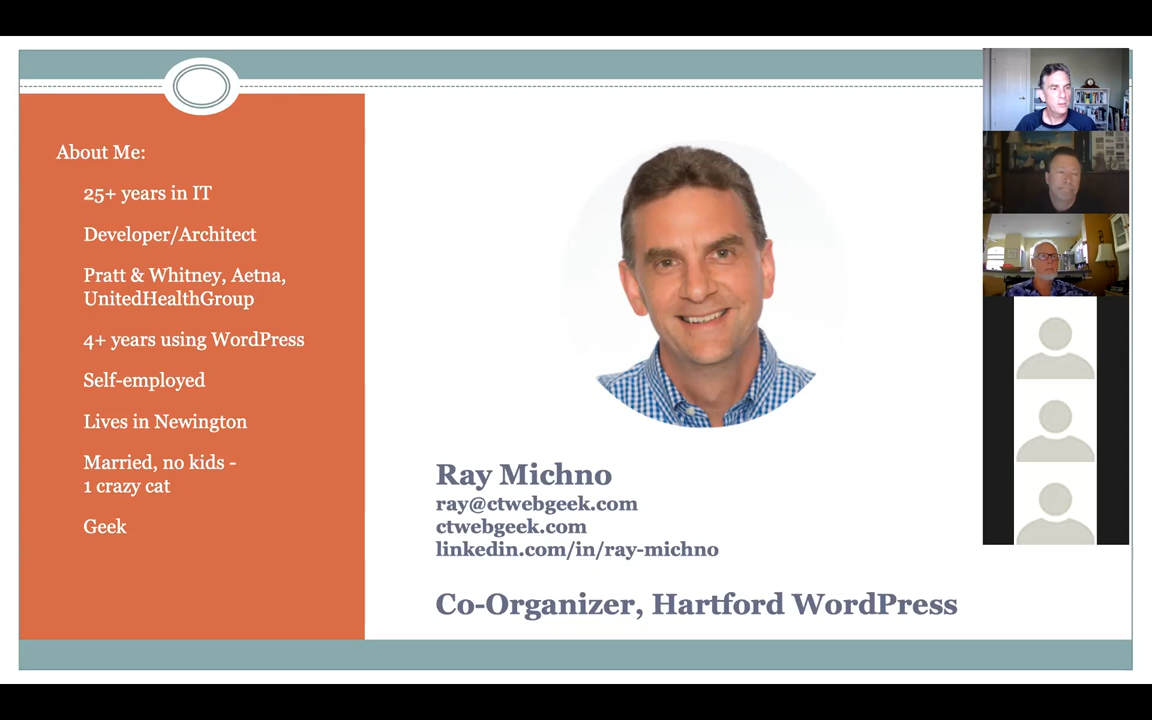 About Me:
25+ years in IT
Developer/Architect
Pratt & Whitney, Aetna,
UnitedHealthGroup
4+ years using WordPress
Self-employed
Lives in Newington
Married, no kids -
1 crazy cat
Geek
Ray Michno
ray@ctwebgeek.com
ctwebgeek.com
linkedin.com/in/ray-michno
Co-Organizer, Hartford WordPress